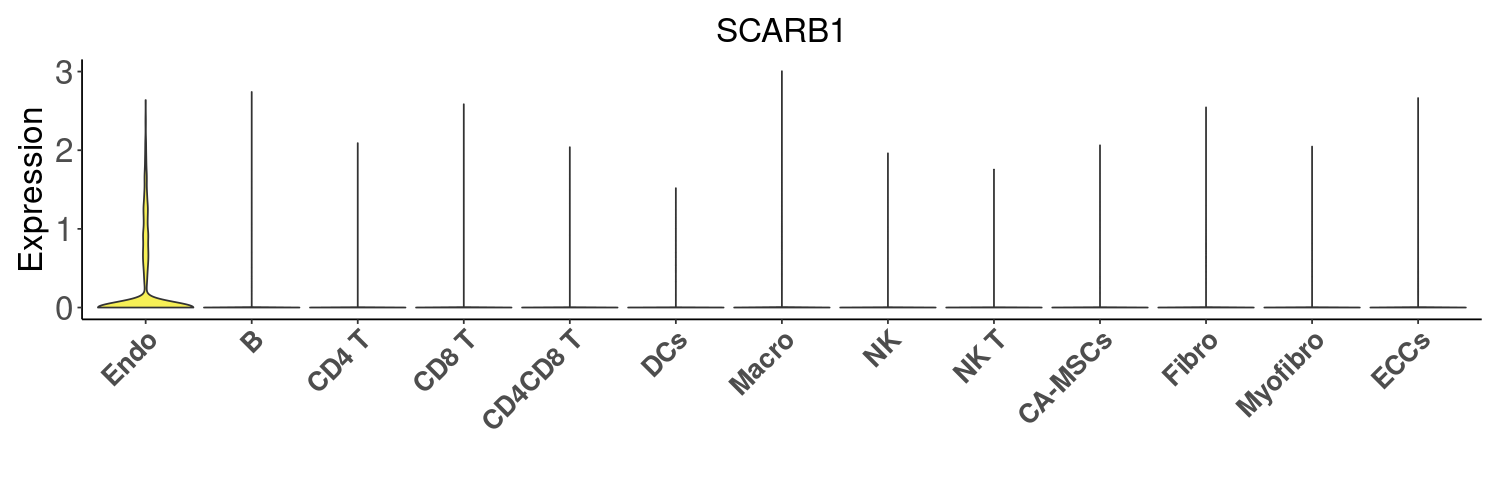 SCARB1
Expression
3
2
1
0
Endo
B
CD4 T
CD8 T
CD4CD8 T
DCs
Macro
NK
NK T
CA-MSCs
Fibro
Myofibro
ECCs